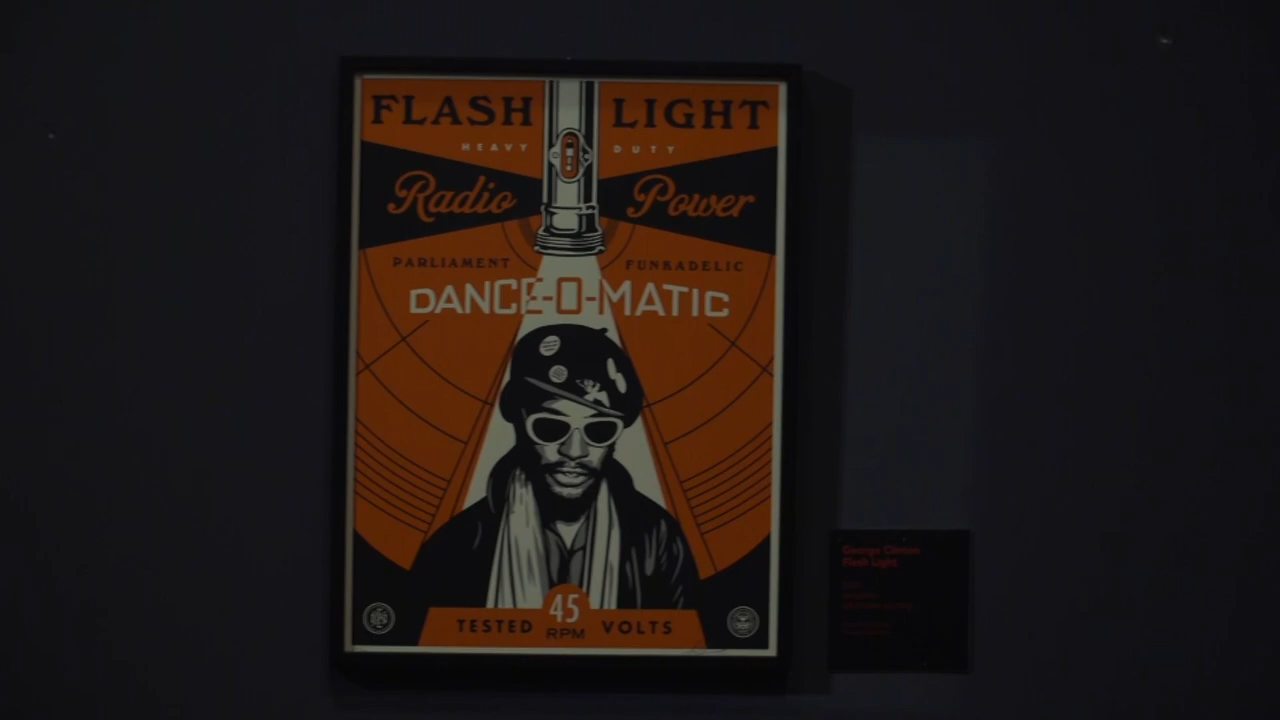 FLASH LIGHT
HEAVY DUTY
Radio Power
PARLIAMENT FUNKADELIC
DANCE-O-MATIC
45
RPM
TESTED VOLTS
George Clinton
Flash Light